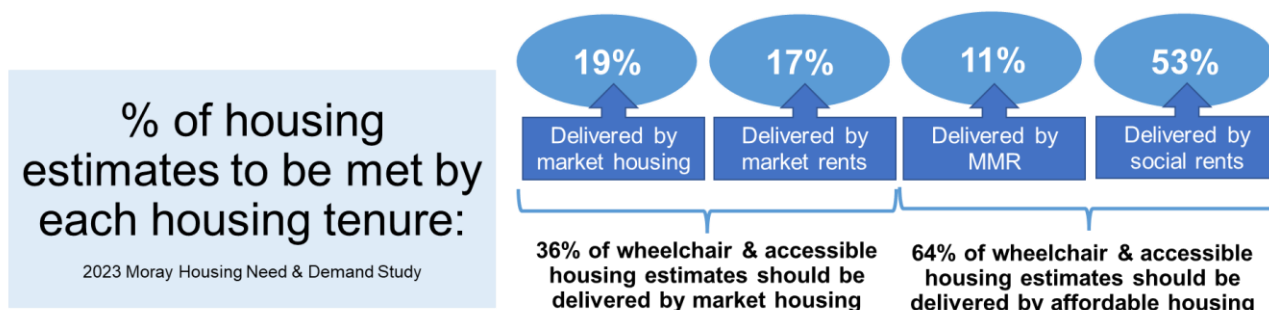 % of housing
estimates to be met by
each housing tenure:
2023 Moray Housing Need & Demand Study
19%
17%
11%
53%
Delivered by
market housing
Delivered by
market rents
Delivered by
MMR
Delivered by
social rents
36% of wheelchair & accessible
housing estimates should be
delivered by market housing
64% of wheelchair & accessible
housing estimates should be
delivered by affordable housing